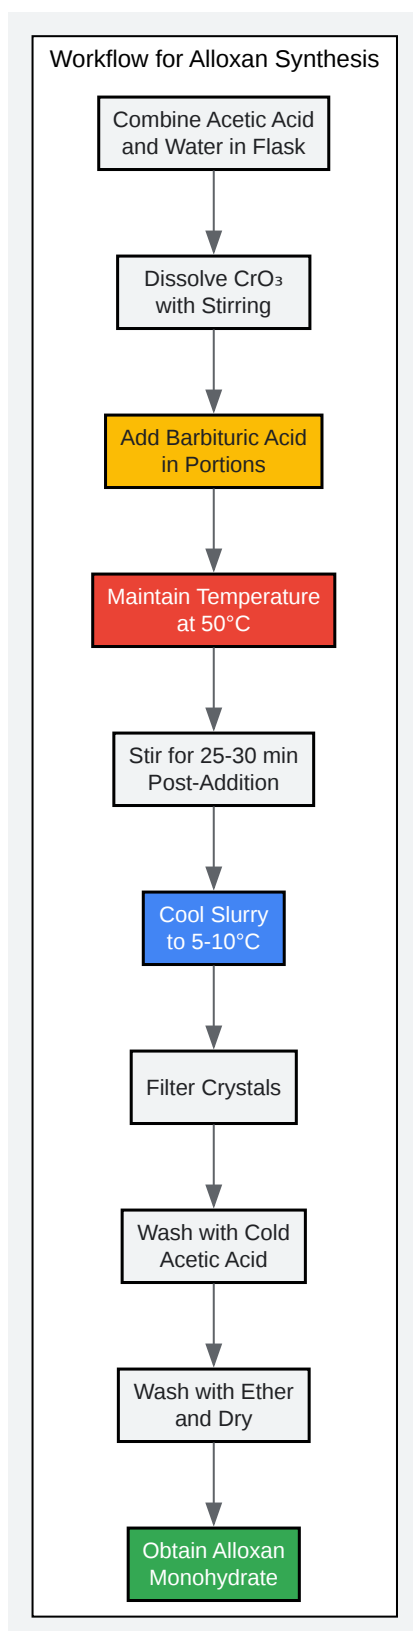 Workflow for Alloxan Synthesis
Combine Acetic Acid
and Water in Flask
Dissolve CrO₃
with Stirring
Add Barbituric Acid
in Portions
Maintain Temperature
at 50°C
Stir for 25-30 min
Post-Addition
Cool Slurry
to 5-10°C
Filter Crystals
Wash with Cold
Acetic Acid
Wash with Ether
and Dry
Obtain Alloxan
Monohydrate